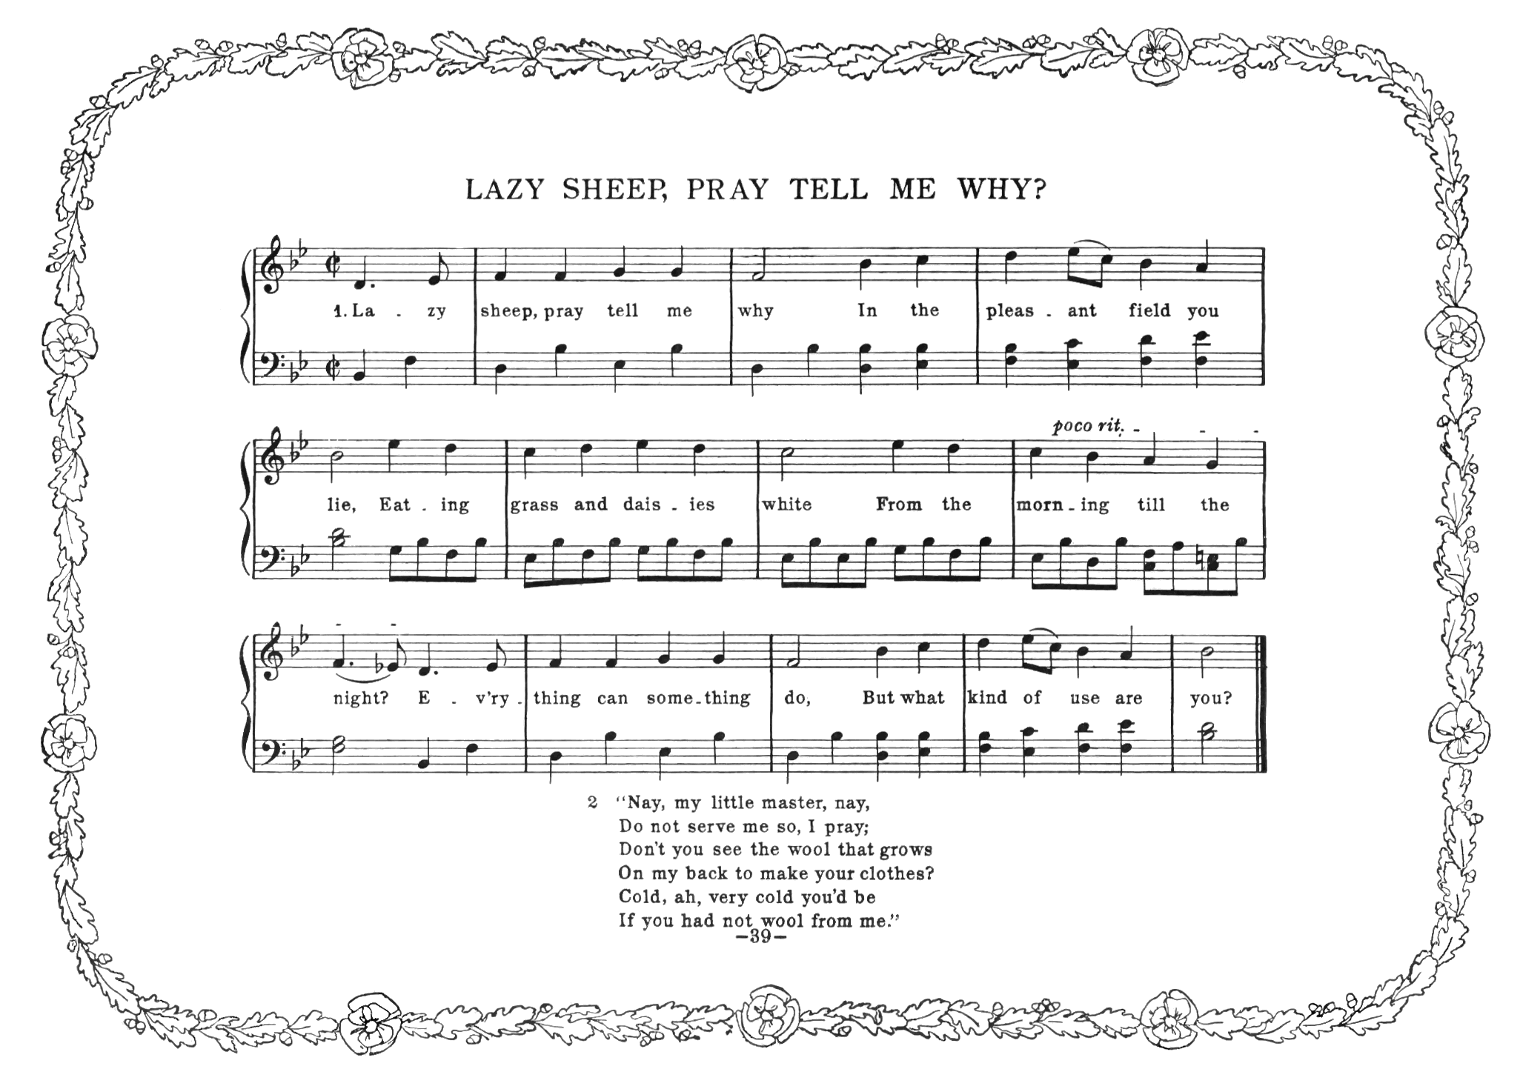 LAZY SHEEP, PRAY TELL ME WHY?
1. La - zy sheep, pray tell me why In the pleas - ant field you
poco rit. - - -
lie, Eat - ing grass and dais - ies white From the morn - ing till the
night? E - v'ry - thing can some - thing do, But what kind of use are you?
2 "Nay, my little master, nay,
Do not serve me so, I pray;
Don't you see the wool that grows
On my back to make your clothes?
Cold, ah, very cold you'd be
If you had not wool from me."
—39—